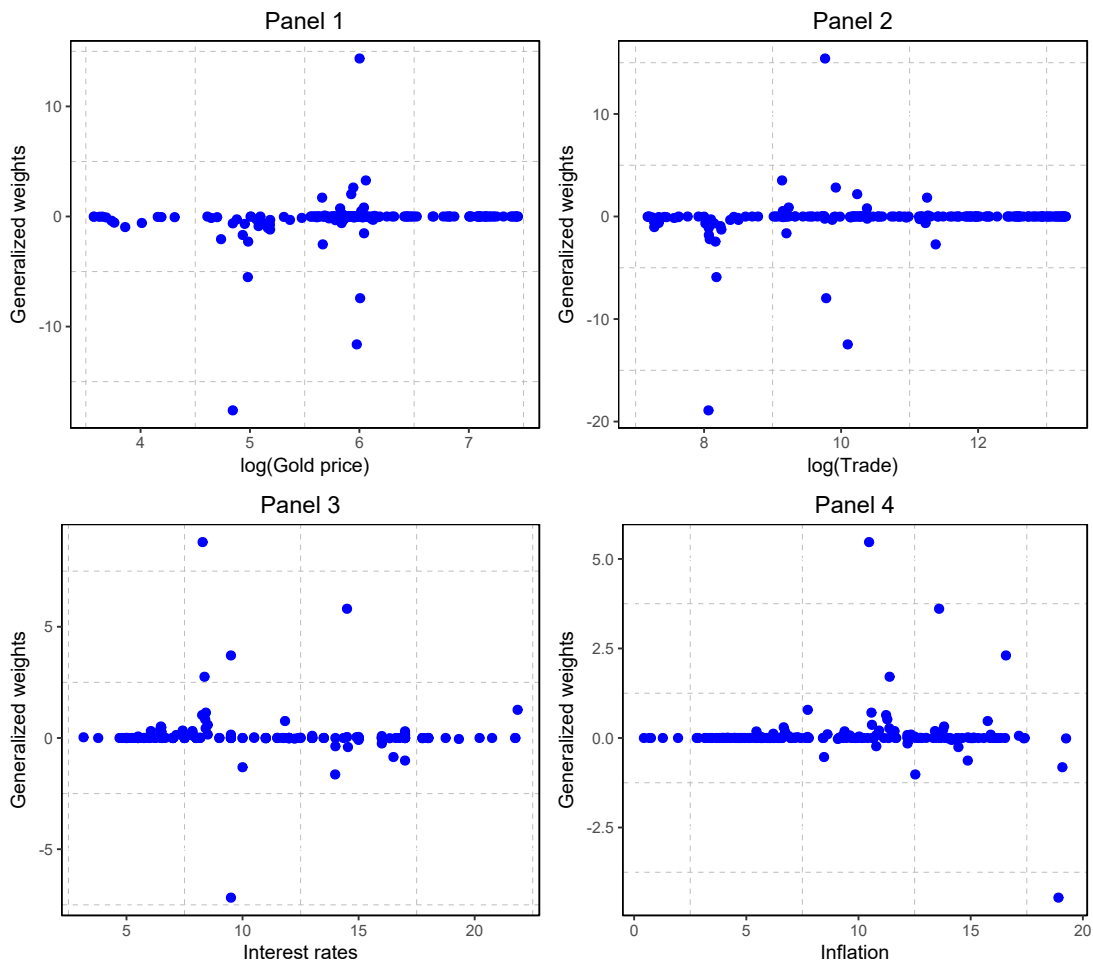 Panel 1
Generalized weights
10
0
-10
4 5 6 7
log(Gold price)
Panel 2
Generalized weights
10
0
-10
-20
8 10 12
log(Trade)
Panel 3
Generalized weights
5
0
-5
5 10 15 20
Interest rates
Panel 4
Generalized weights
5.0
2.5
0.0
-2.5
0 5 10 15 20
Inflation